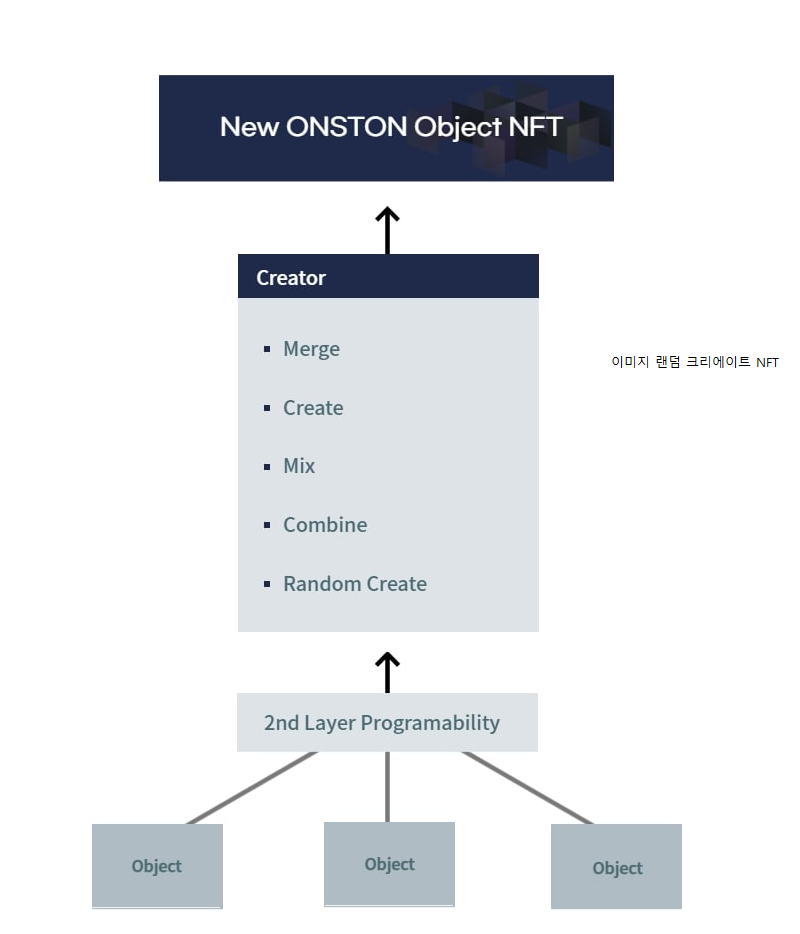 New ONSTON Object NFT
Creator
▪ Merge
이미지 랜덤 크리에이트 NFT
▪ Create
▪ Mix
▪ Combine
▪ Random Create
2nd Layer Programability
Object
Object
Object